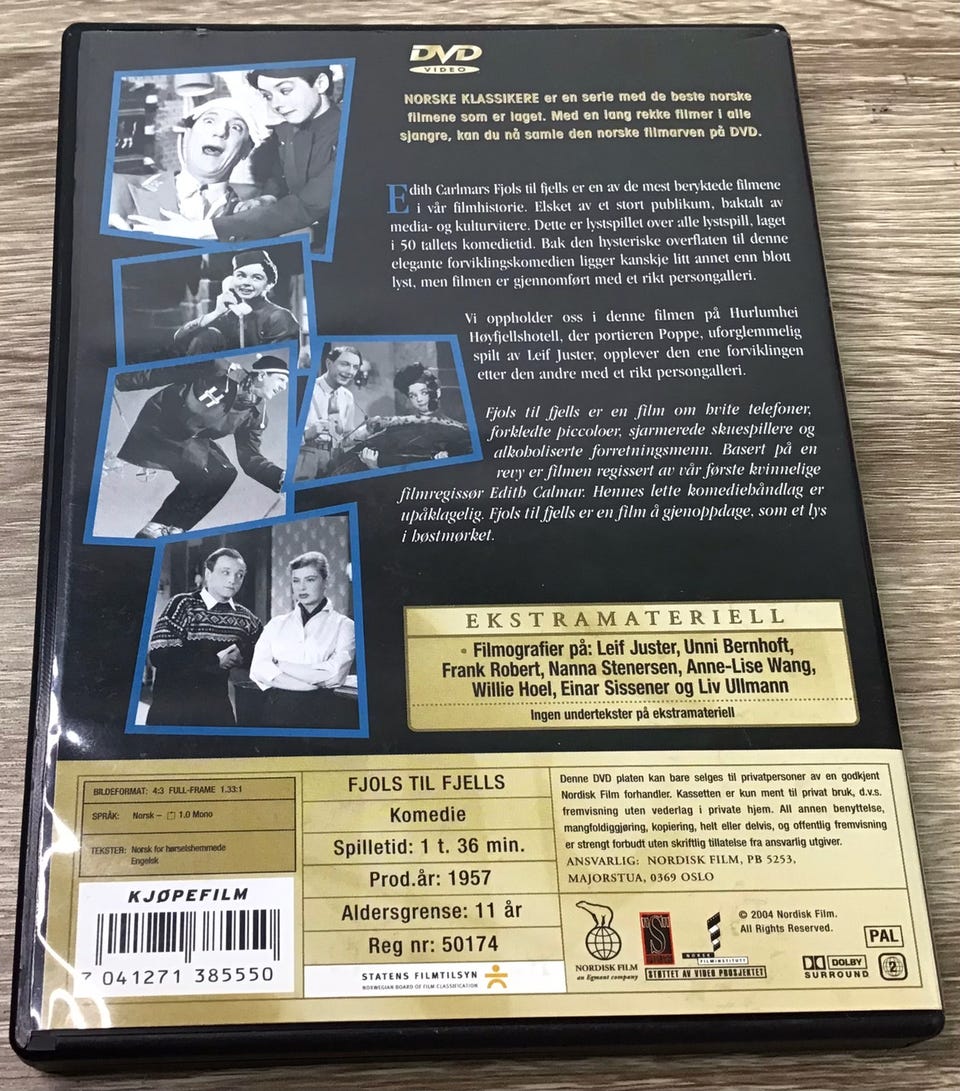 DVD
VIDEO
NORSKE KLASSIKERE er en serie med de beste norske
filmene som er laget. Med en lang rekke filmer i alle
sjangre, kan du nå samle den norske filmarven på DVD.
Edith Carlmars Fjols til fjells er en av de mest beryktede filmene
i vår filmhistorie. Elsket av et stort publikum, baktalt av
media- og kulturvitere. Dette er lystspillet over alle lystspill, laget
i 50 tallets komedietid. Bak den hysteriske overflaten til denne
elegante forviklingskomedien ligger kanskje litt annet enn blott
lyst, men filmen er gjennomført med et rikt persongalleri.
Vi oppholder oss i denne filmen på Hurlumhei
Høyfjellshotell, der portieren Poppe, uforglemmelig
spilt av Leif Juster, opplever den ene forviklingen
etter den andre med et rikt persongalleri.
Fjols til fjells er en film om hvite telefoner,
forkledte piccoloer, sjarmerede skuespillere og
alkoholiserte forretningsmenn. Basert på en
revy er filmen regissert av vår første kvinnelige
filmregissør Edith Calmar. Hennes lette komediehåndlag er
upåklagelig. Fjols til fjells er en film å gjenoppdage, som et lys
i høstmørket.
H
EKSTRAMATERIELL
• Filmografier på: Leif Juster, Unni Bernhoft,
Frank Robert, Nanna Stenersen, Anne-Lise Wang,
Willie Hoel, Einar Sissener og Liv Ullmann
Ingen undertekster på ekstramateriell
BILDEFORMAT: 4:3 FULL-FRAME 1.33:1
SPRÅK: Norsk – 1.0 Mono
TEKSTER: Norsk for hørselshemmede
Engelsk
KJØPEFILM
7 041271 385550
FJOLS TIL FJELLS
Komedie
Spilletid: 1 t. 36 min.
Prod.år: 1957
Aldersgrense: 11 år
Reg nr: 50174
STATENS FILMTILSYN
NORWEGIAN BOARD OF FILM CLASSIFICATION
Denne DVD platen kan bare selges til privatpersoner av en godkjent
Nordisk Film forhandler. Kassetten er kun ment til privat bruk, d.v.s.
fremvisning uten vederlag i private hjem. All annen benyttelse,
mangfoldiggjøring, kopiering, helt eller delvis, og offentlig fremvisning
er strengt forbudt uten skriftlig tillatelse fra ansvarlig utgiver.
ANSVARLIG: NORDISK FILM, PB 5253,
MAJORSTUA, 0369 OSLO
NORDISK FILM
an Egmont company
NORSK
FILMINSTITUTT
STØTTET AV VIDEO PROSJEKTET
© 2004 Nordisk Film.
All Rights Reserved.
PAL
DOLBY
SURROUND
2